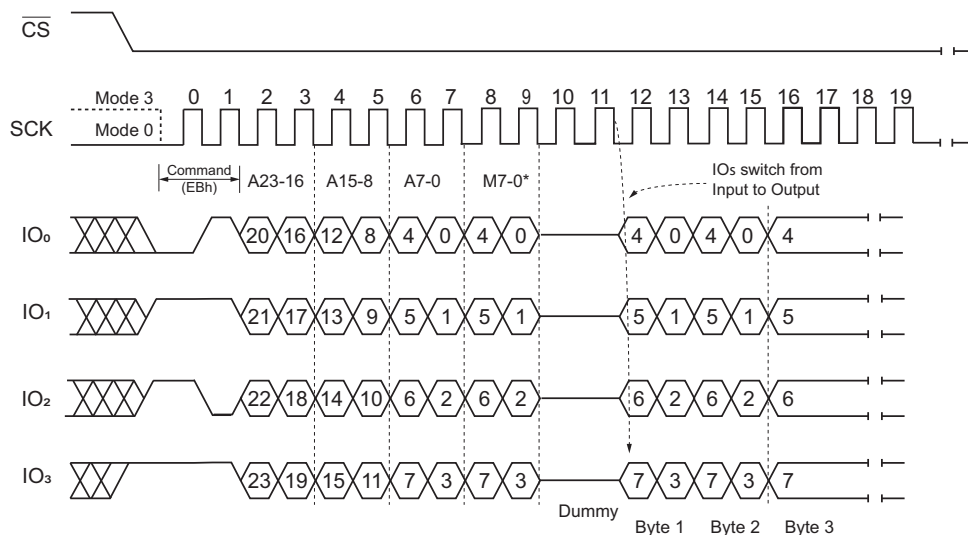 CS
Mode 3 0 1 2 3 4 5 6 7 8 9 10 11 12 13 14 15 16 17 18 19
SCK
Mode 0
Command
(EBh)
A23-16 A15-8 A7-0 M7-0*
IOs switch from
Input to Output
IO₀ 20 16 12 8 4 0 4 0 4 0 4 0 4
IO₁ 21 17 13 9 5 1 5 1 5 1 5 1 5
IO₂ 22 18 14 10 6 2 6 2 6 2 6 2 6
IO₃ 23 19 15 11 7 3 7 3 7 3 7 3 7
Dummy
Byte 1 Byte 2 Byte 3